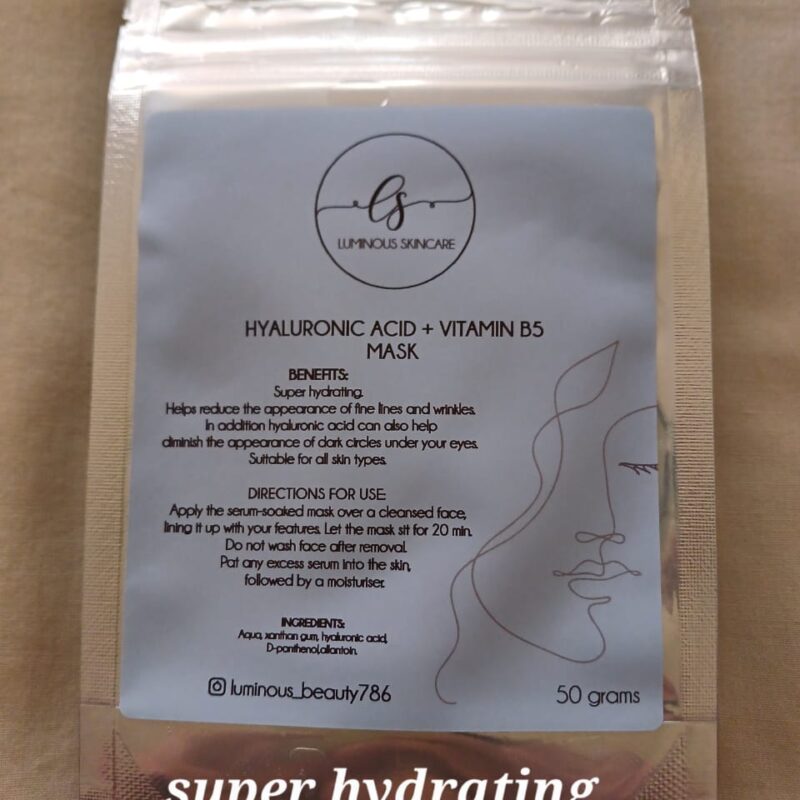 ls
LUMINOUS SKINCARE
HYALURONIC ACID + VITAMIN B5
MASK
BENEFITS:
Super hydrating.
Helps reduce the appearance of fine lines and wrinkles.
In addition hyaluronic acid can also help
diminish the appearance of dark circles under your eyes.
Suitable for all skin types.
DIRECTIONS FOR USE:
Apply the serum-soaked mask over a cleansed face,
lining it up with your features. Let the mask sit for 20 min.
Do not wash face after removal.
Pat any excess serum into the skin,
followed by a moisturiser.
INGREDIENTS:
Aqua, xanthan gum, hyaluronic acid,
D-panthenol,allantoin.
luminous_beauty786
50 grams
super hydrating